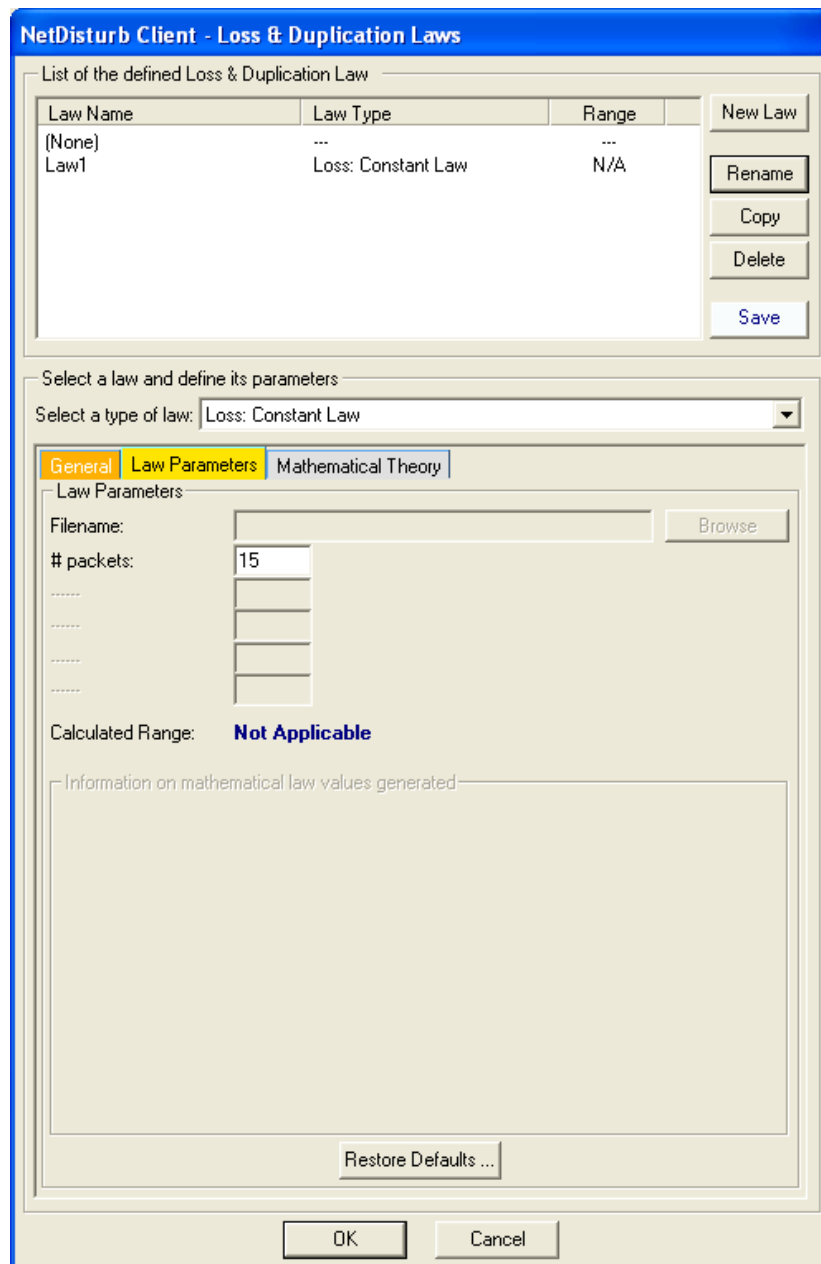 NetDisturb Client - Loss & Duplication Laws
List of the defined Loss & Duplication Law
Law Name Law Type Range
(None) --- ---
Law1 Loss: Constant Law N/A
New Law
Rename
Copy
Delete
Save
Select a law and define its parameters
Select a type of law: Loss: Constant Law
General Law Parameters Mathematical Theory
Law Parameters
Filename: Browse
# packets: 15
------
------
------
------
Calculated Range: Not Applicable
Information on mathematical law values generated
Restore Defaults ...
OK Cancel